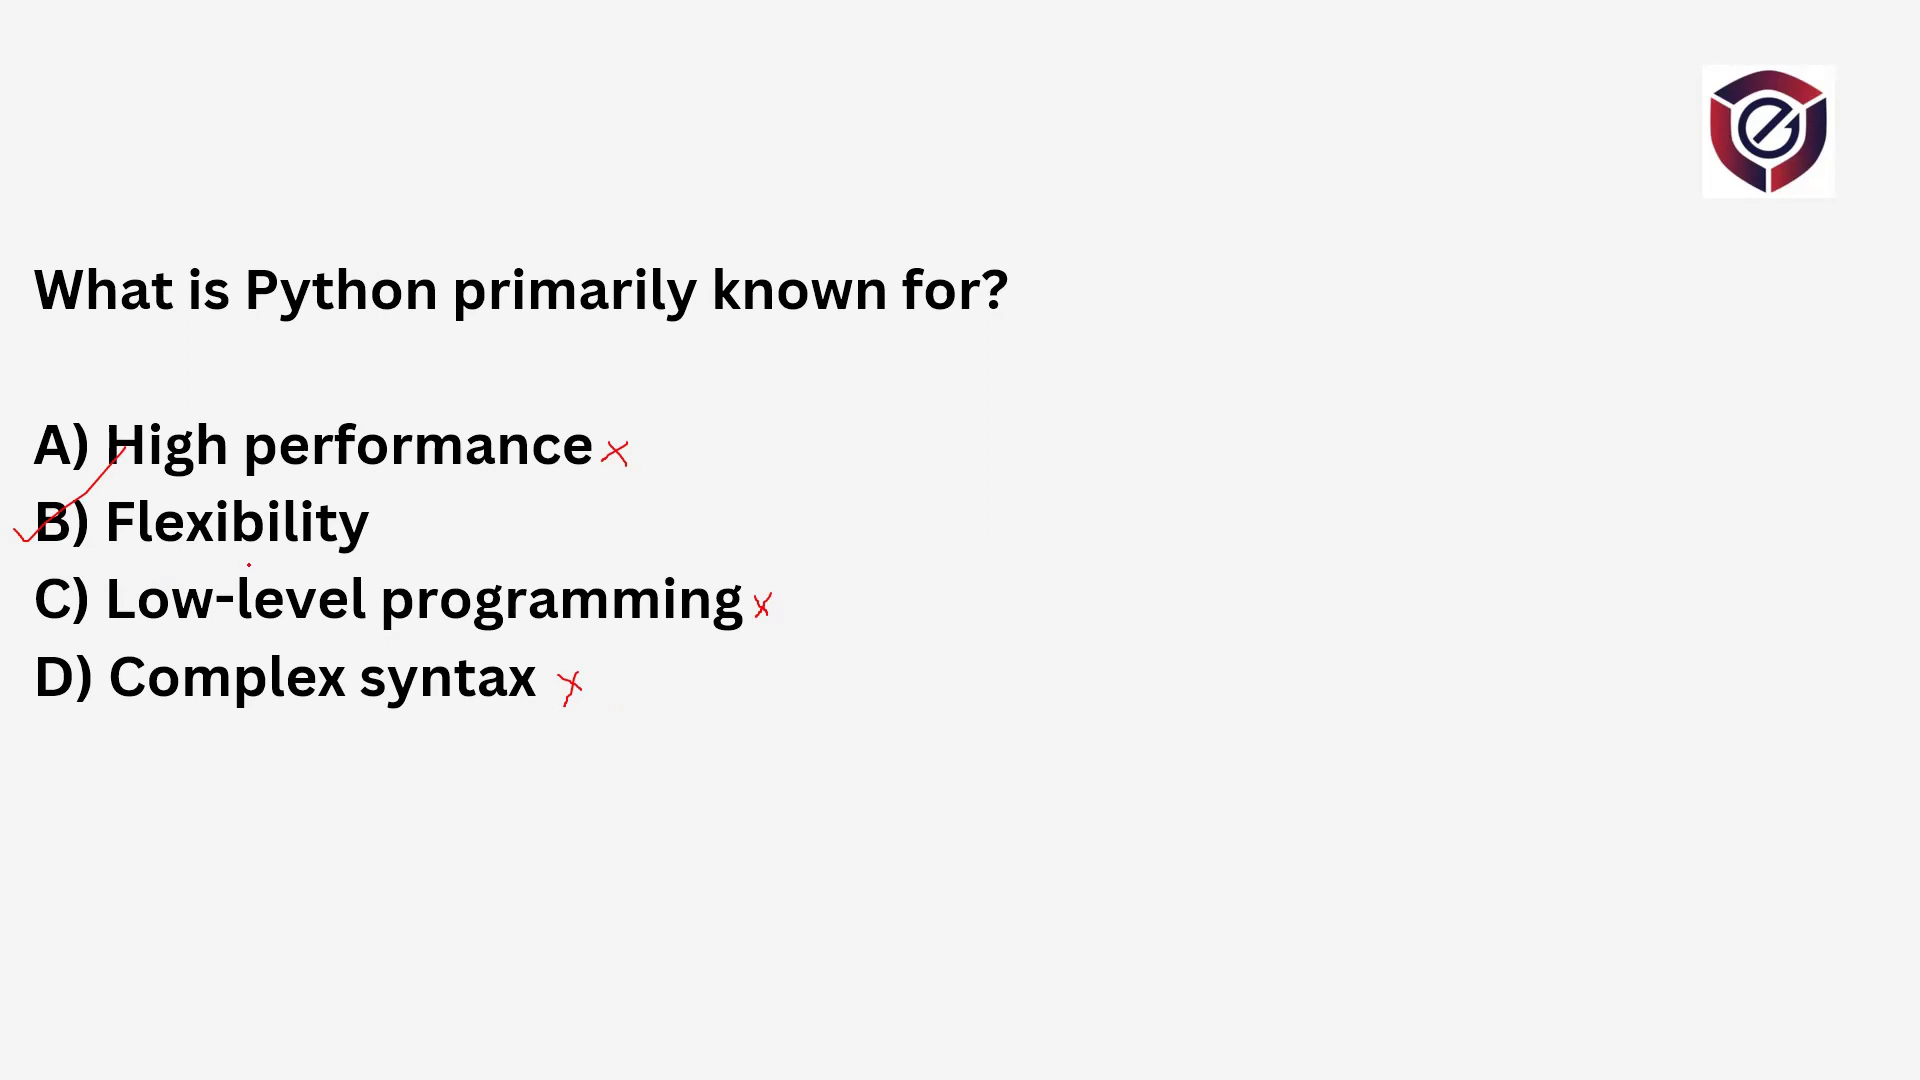 What is Python primarily known for?
A) High performance
B) Flexibility
C) Low-level programming
D) Complex syntax